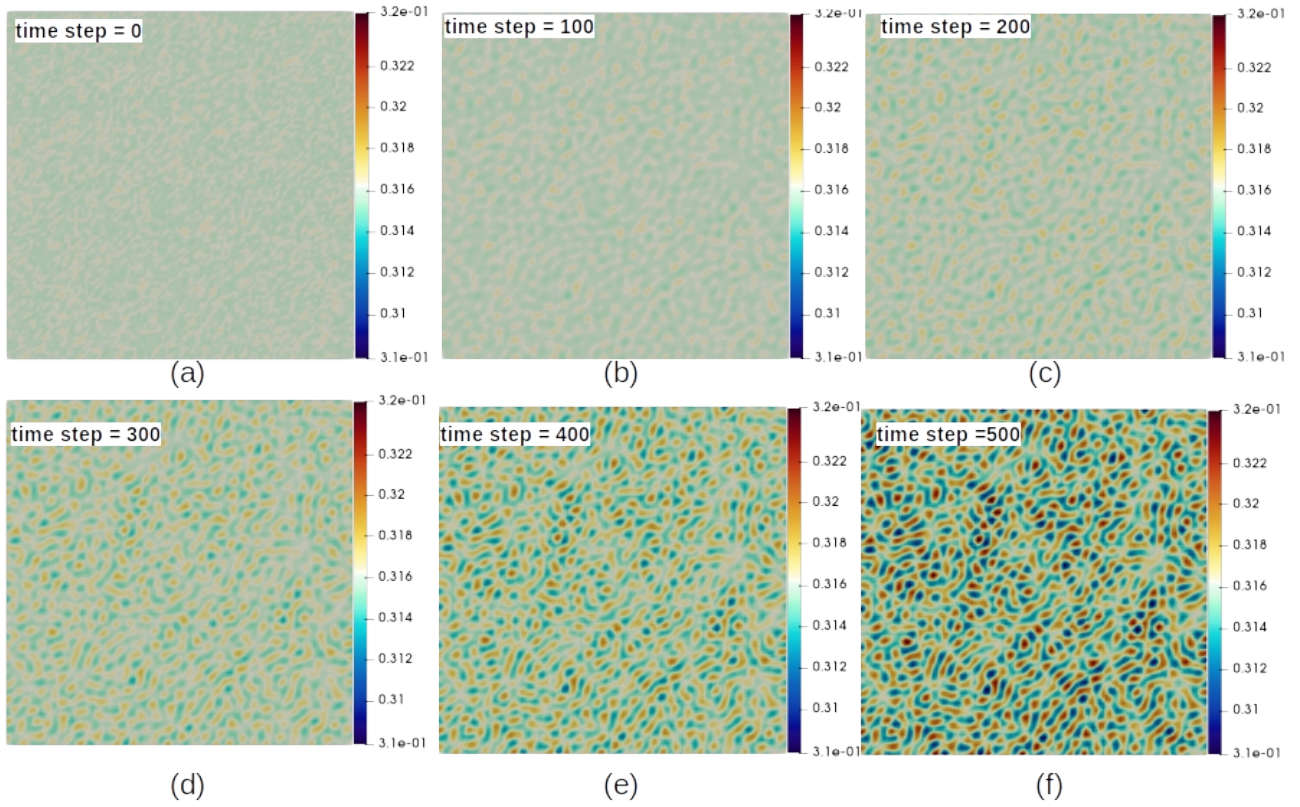 time step = 0
3.2e-01
0.322
0.32
0.318
0.316
0.314
0.312
0.31
3.1e-01
(a)
time step = 100
3.2e-01
0.322
0.32
0.318
0.316
0.314
0.312
0.31
3.1e-01
(b)
time step = 200
3.2e-01
0.322
0.32
0.318
0.316
0.314
0.312
0.31
3.1e-01
(c)
time step = 300
3.2e-01
0.322
0.32
0.318
0.316
0.314
0.312
0.31
3.1e-01
(d)
time step = 400
3.2e-01
0.322
0.32
0.318
0.316
0.314
0.312
0.31
3.1e-01
(e)
time step =500
3.2e-01
0.322
0.32
0.318
0.316
0.314
0.312
0.31
3.1e-01
(f)